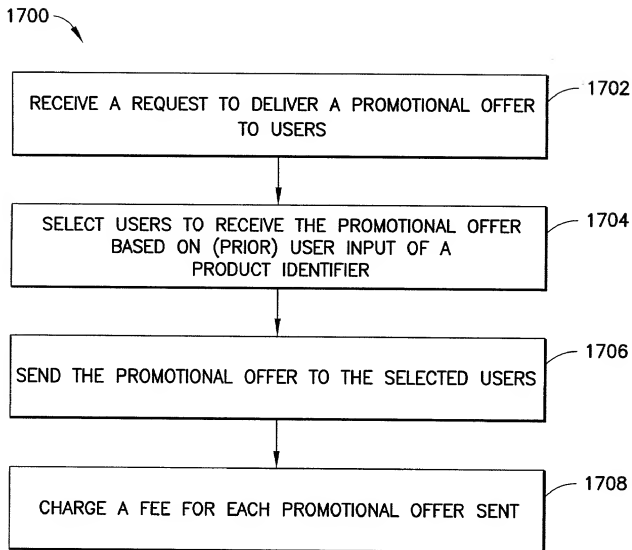 1700
RECEIVE A REQUEST TO DELIVER A PROMOTIONAL OFFER
TO USERS
1702
SELECT USERS TO RECEIVE THE PROMOTIONAL OFFER
BASED ON (PRIOR) USER INPUT OF A
PRODUCT IDENTIFIER
1704
SEND THE PROMOTIONAL OFFER TO THE SELECTED USERS
1706
CHARGE A FEE FOR EACH PROMOTIONAL OFFER SENT
1708